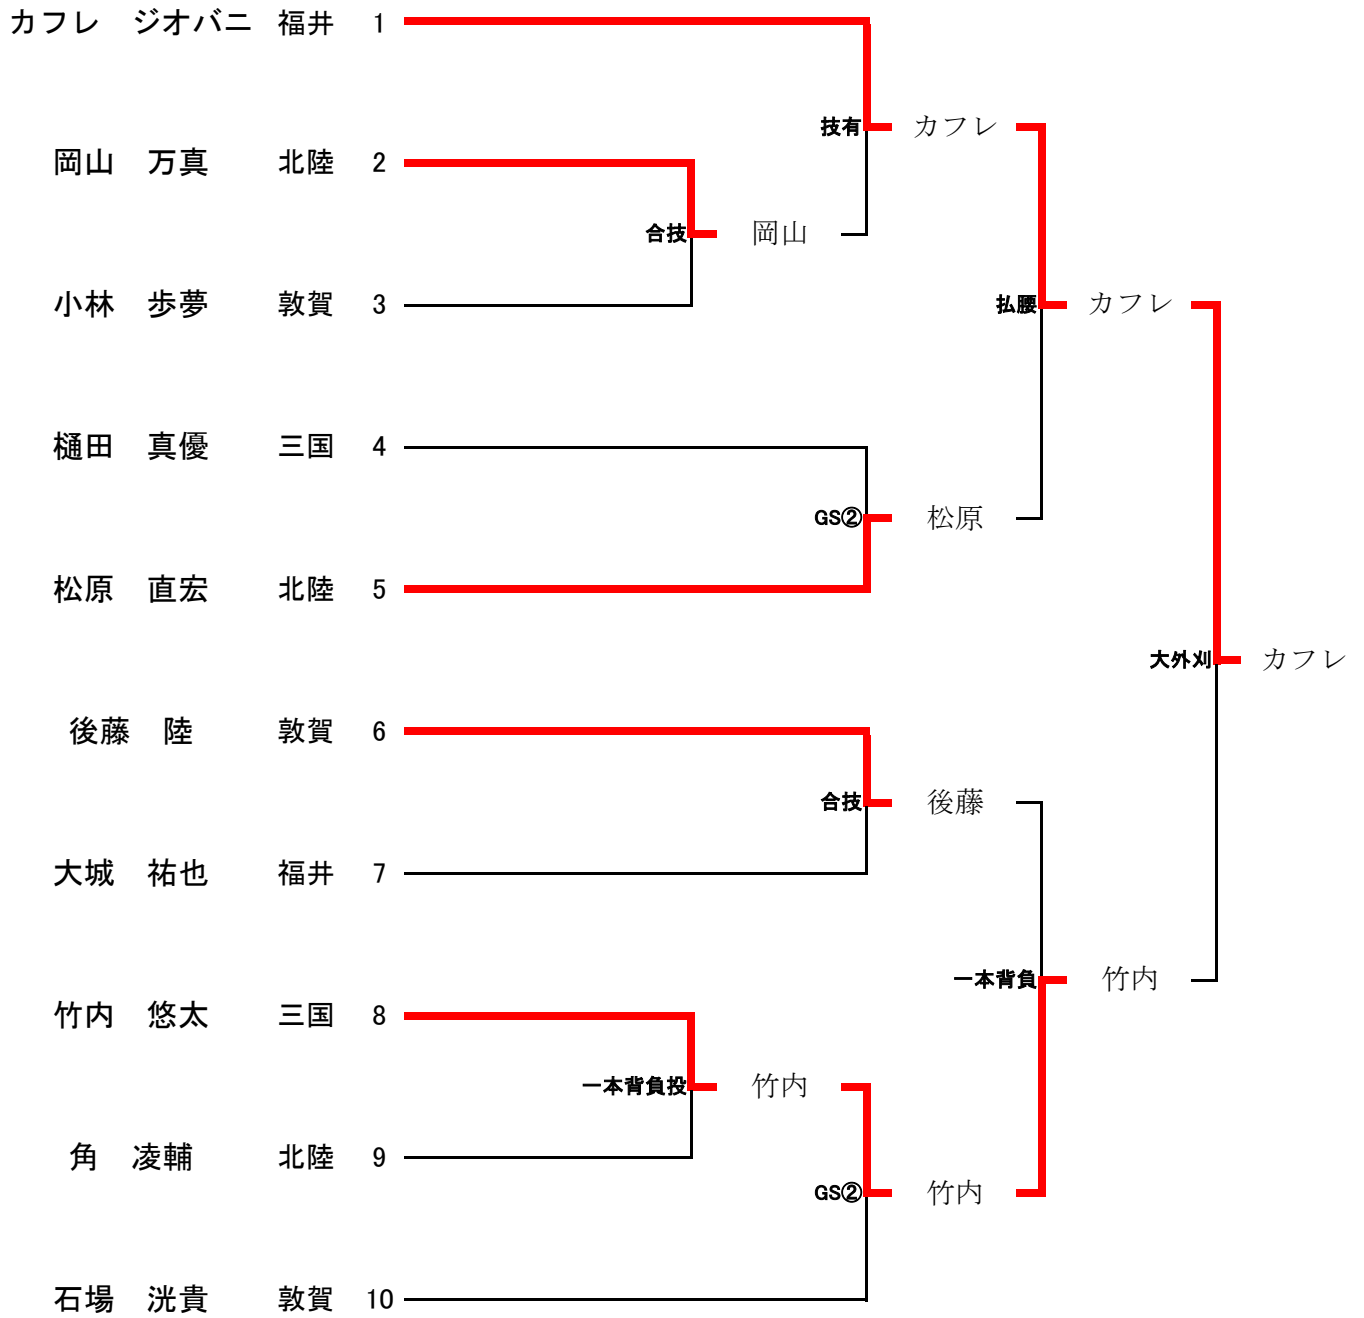 カフレ　ジオバニ 福井 1
技有 カフレ
岡山　万真 北陸 2
合技 岡山
小林　歩夢 敦賀 3
払腰 カフレ
樋田　真優 三国 4
GS② 松原
松原　直宏 北陸 5
大外刈 カフレ
後藤　陸 敦賀 6
合技 後藤
大城　祐也 福井 7
一本背負 竹内
竹内　悠太 三国 8
一本背負投 竹内
角　凌輔 北陸 9
GS② 竹内
石場　洸貴 敦賀 10